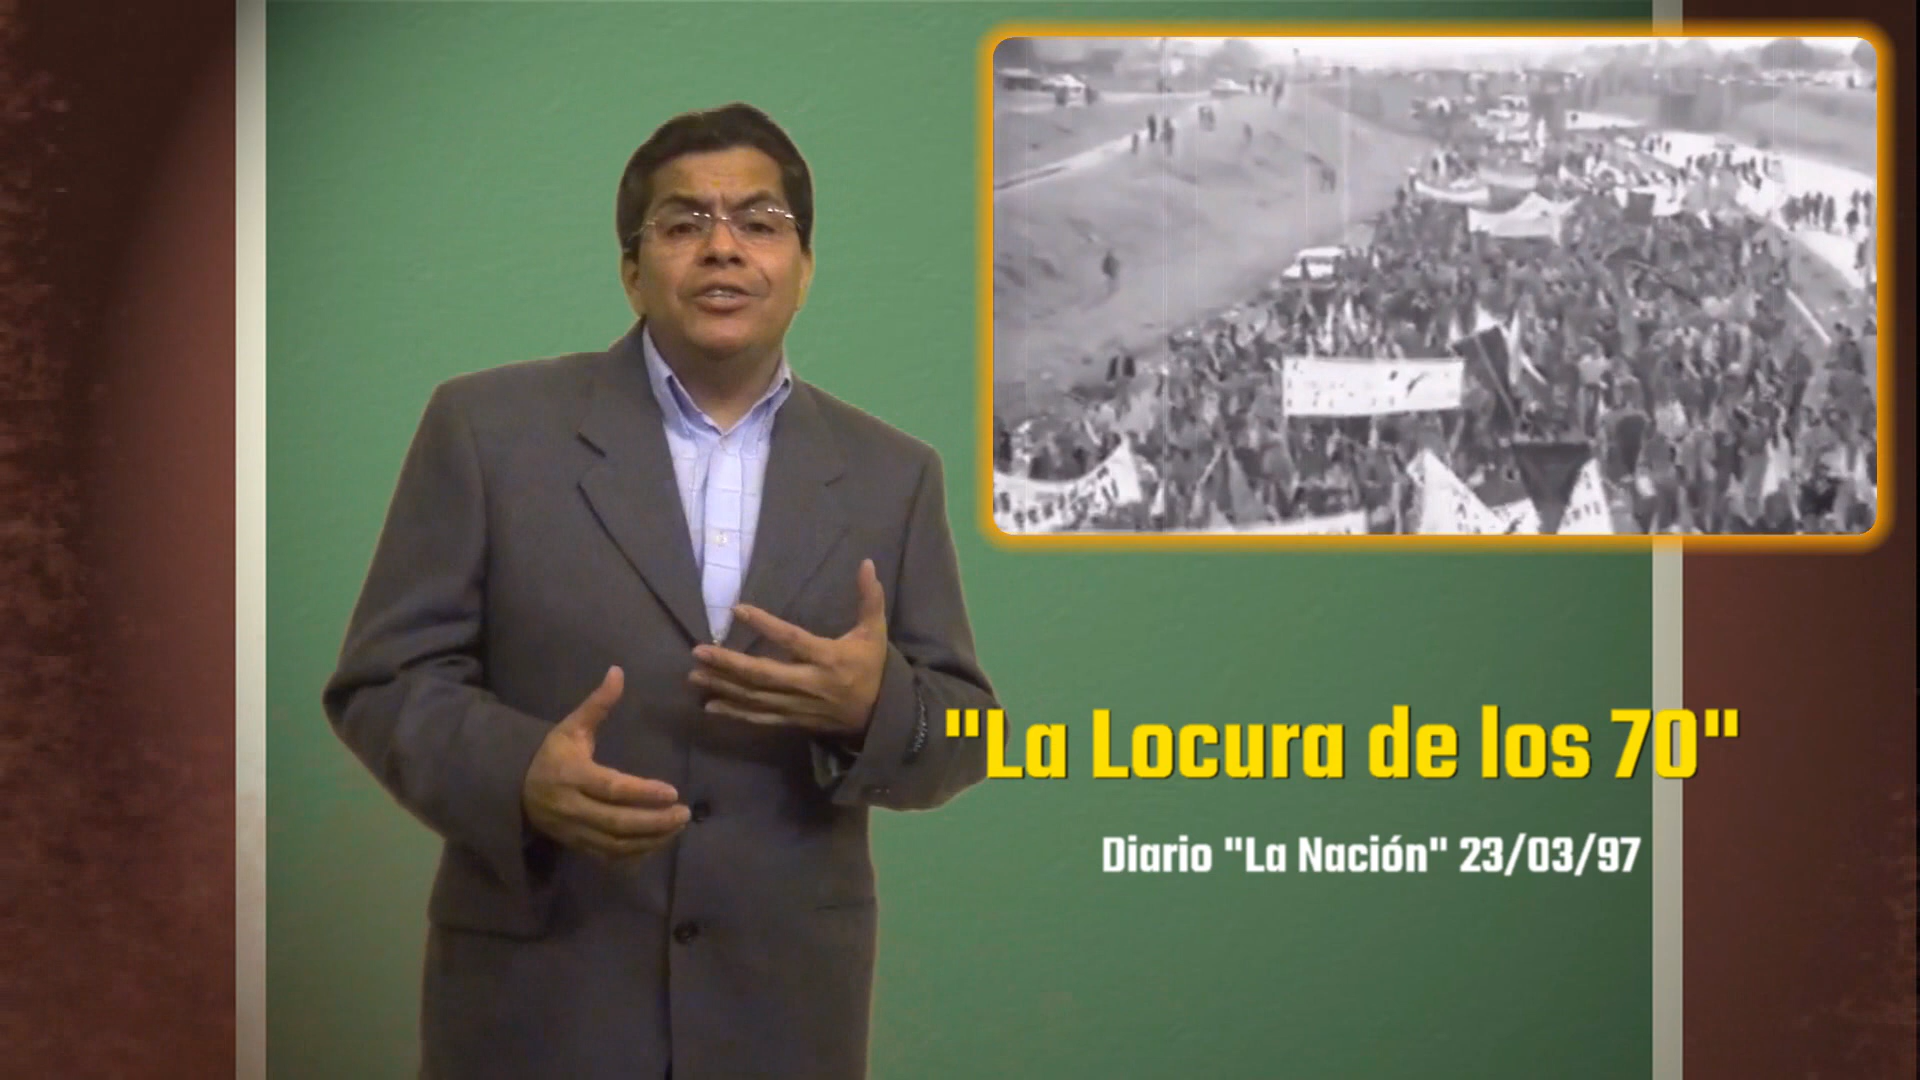 "La Locura de los 70"
Diario "La Nación" 23/03/97